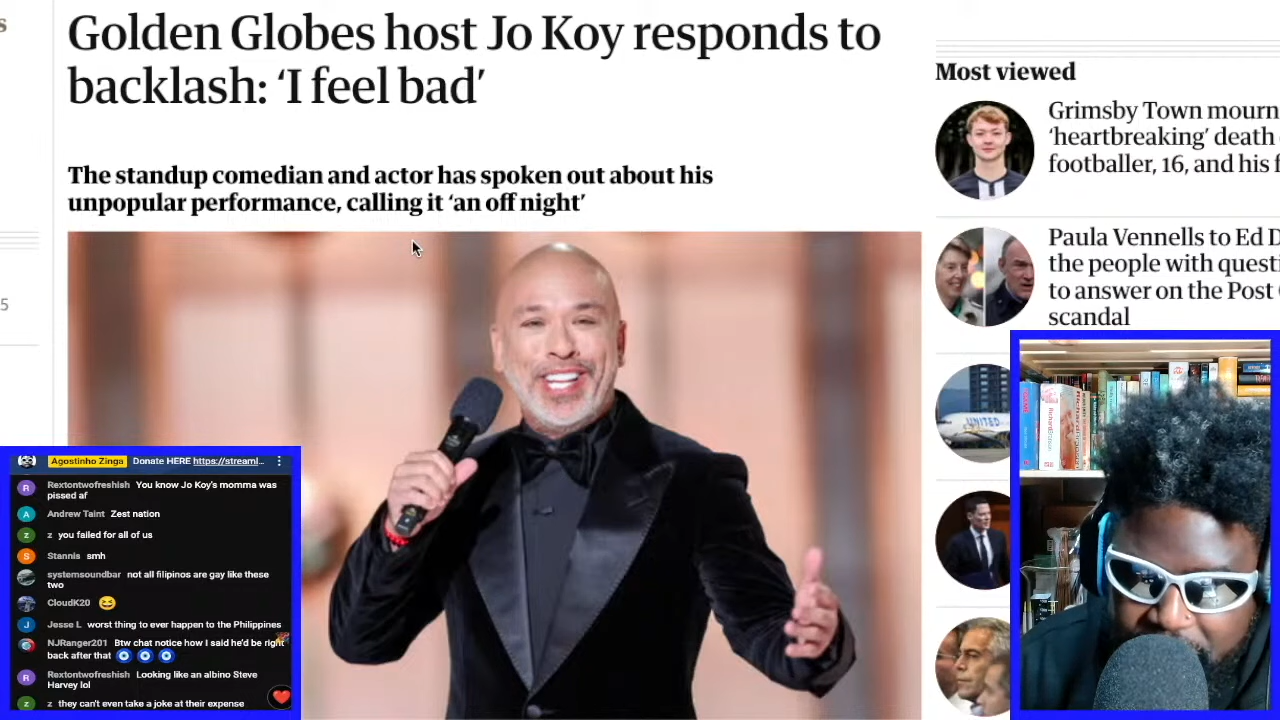 Golden Globes host Jo Koy responds to
backlash: ‘I feel bad’
The standup comedian and actor has spoken out about his
unpopular performance, calling it ‘an off night’
Most viewed
Grimsby Town mourn
‘heartbreaking’ death
footballer, 16, and his f
Paula Vennells to Ed D
the people with questi
to answer on the Post
scandal
5
UNITED
Agostinho Zinga Donate HERE https://streaml...
Rextontwofreshish You know Jo Koy's momma was
pissed af
Andrew Taint Zest nation
z you failed for all of us
Stannis smh
systemsoundbar not all filipinos are gay like these
two
CloudK20
Jesse L worst thing to ever happen to the Philippines
NJRanger201 Btw chat notice how I said he'd be right
back after that
Rextontwofreshish Looking like an albino Steve
Harvey lol
z they can't even take a joke at their expense